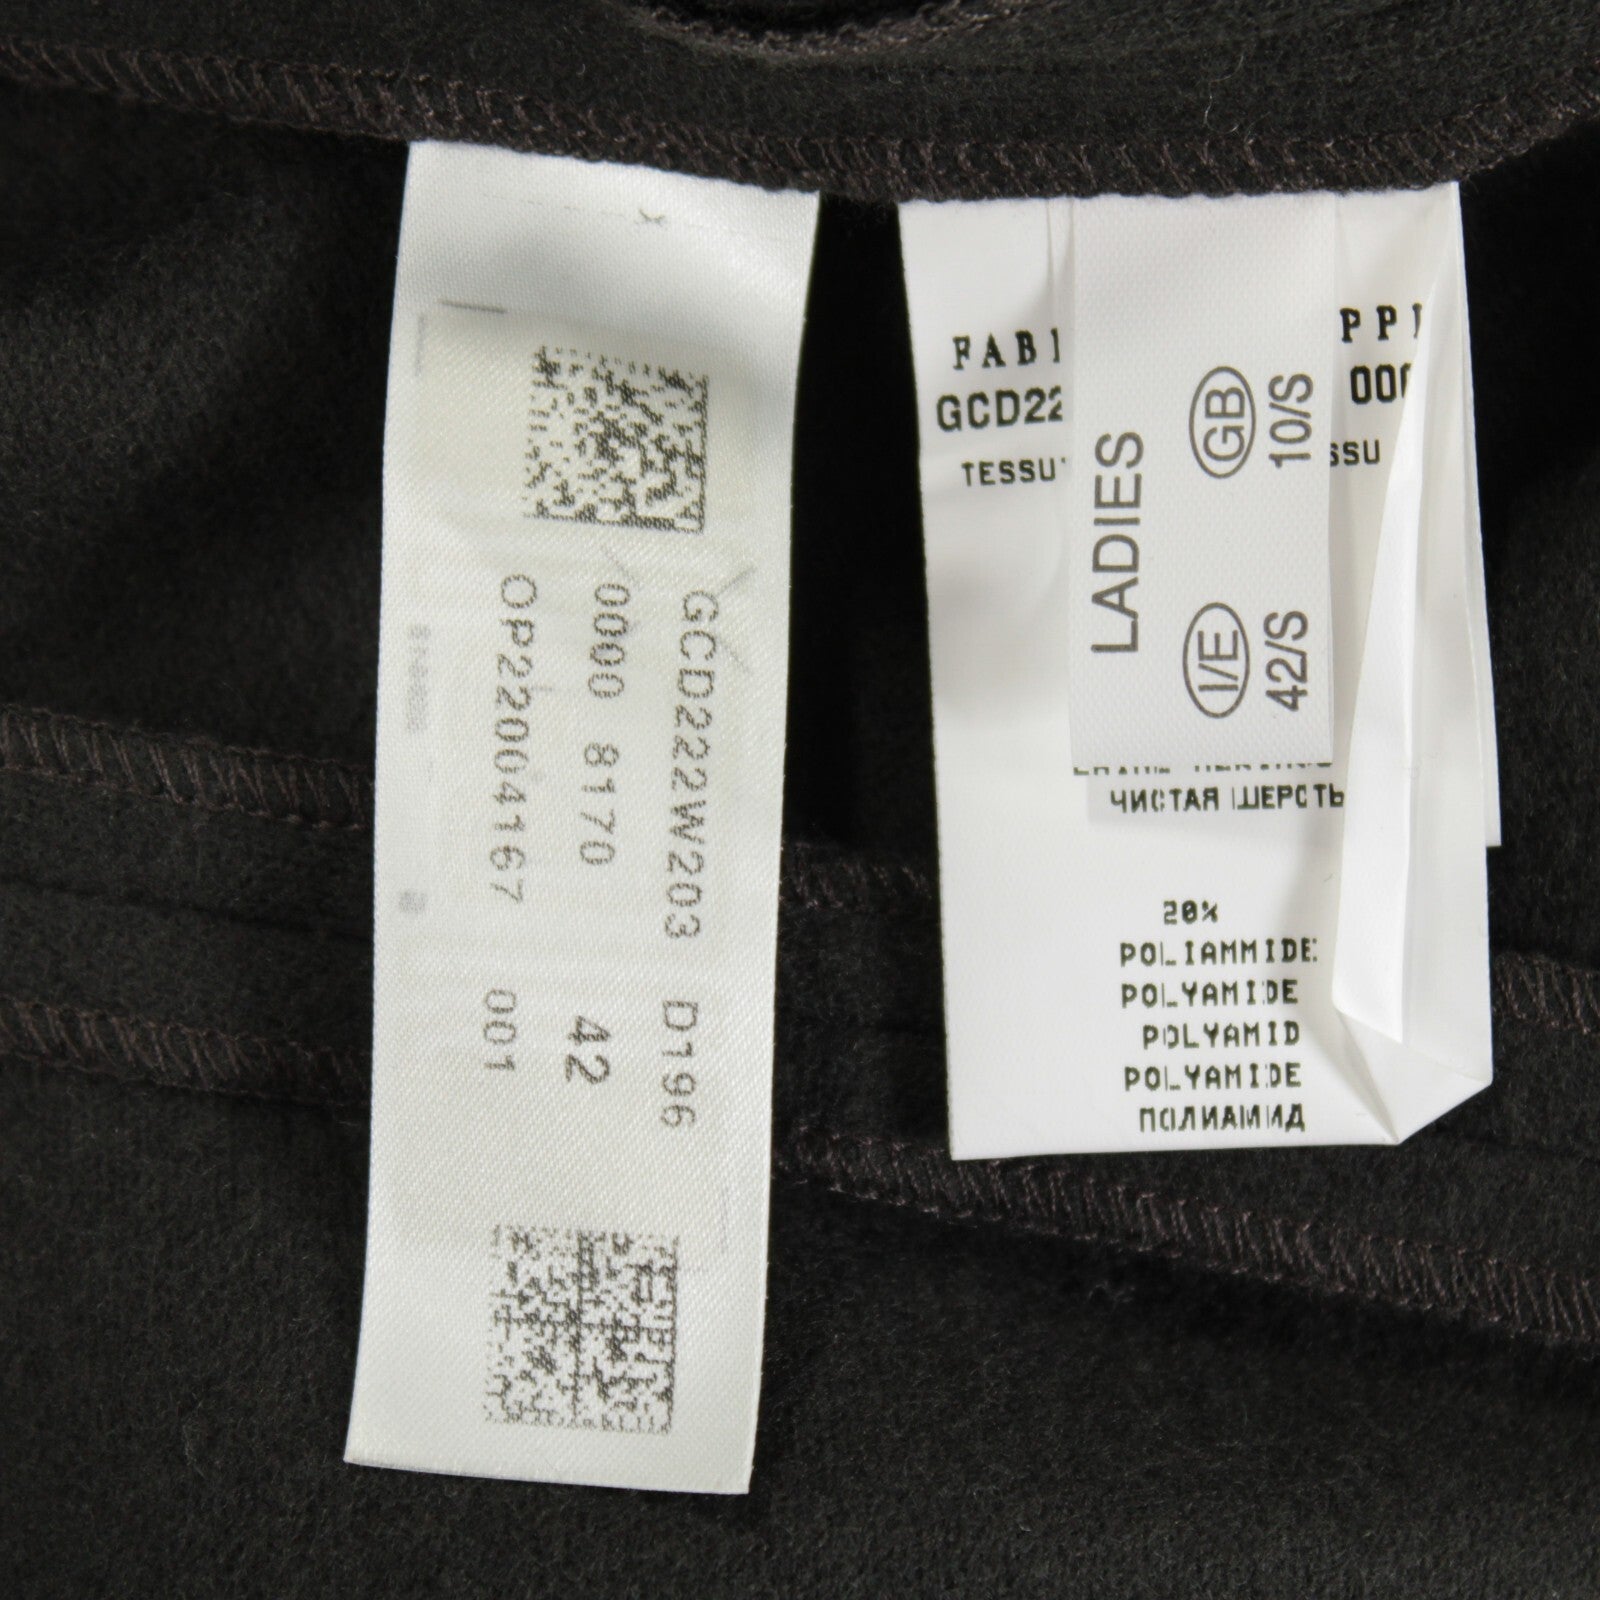 GCD222W203 D196
0000 8170 42
OP22004167 001
FABI
PPI
GCD22
000
TESSU
SSU
LADIES
I/E GB
42/S 10/S
ЧИСТАЯ ШЕРСТЬ
20%
POLIAMMIDE
POLYAMIDE
POLYAMID
POLYAMIDE
ПОЛИАМИД